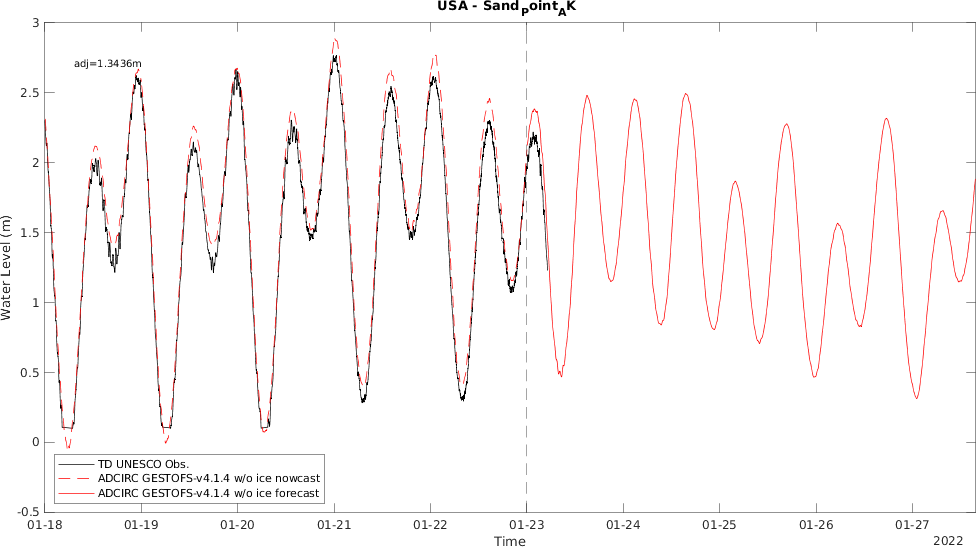 USA - Sand_Point_AK
adj=1.3436m
3
2.5
2
1.5
1
0.5
0
-0.5
Water Level (m)
TD UNESCO Obs.
ADCIRC GESTOFS-v4.1.4 w/o ice nowcast
ADCIRC GESTOFS-v4.1.4 w/o ice forecast
01-18 01-19 01-20 01-21 01-22 01-23 01-24 01-25 01-26 01-27
Time
2022